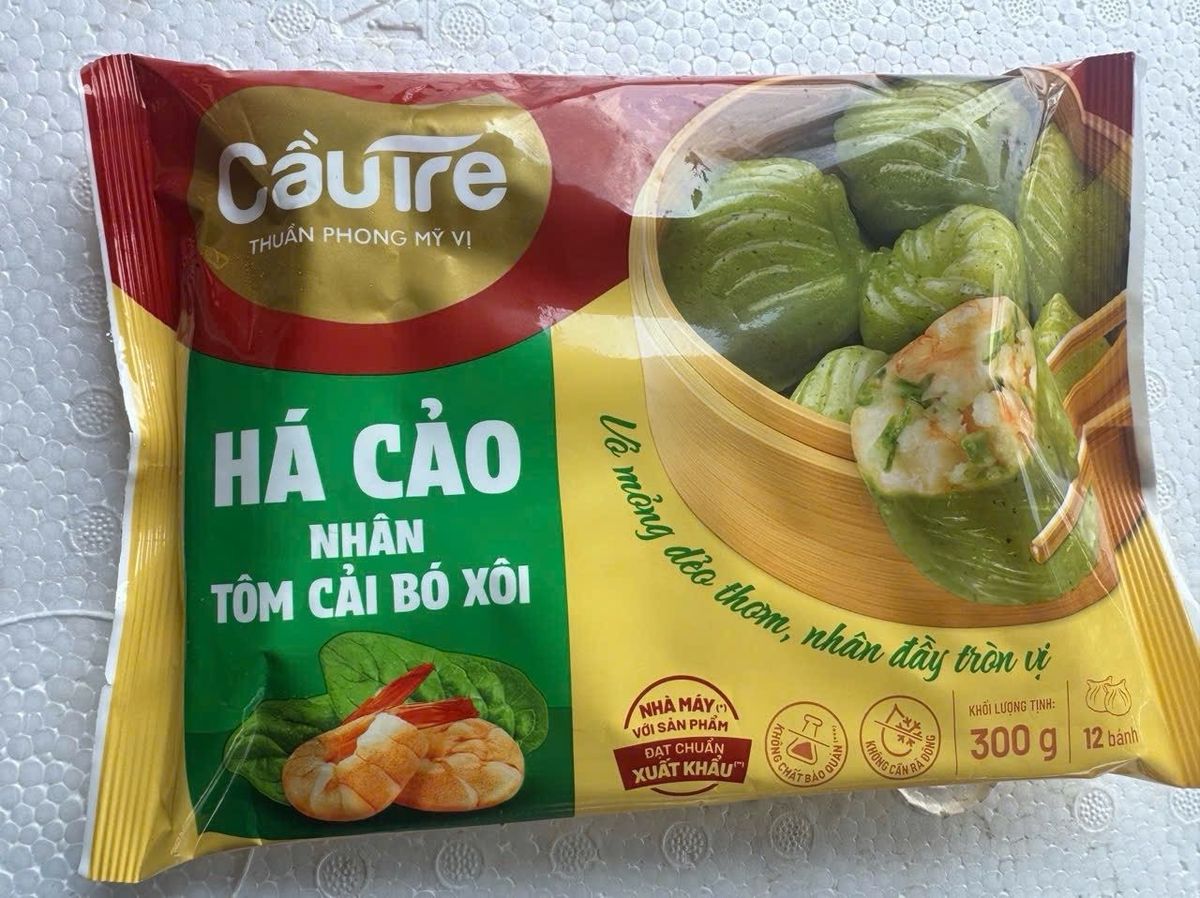 CầuTre
THUẦN PHONG MỸ VỊ
HÁ CẢO
NHÂN
TÔM CẢI BÓ XÔI
Vỏ mỏng dẻo thơm, nhân đầy tròn vị
NHÀ MÁY(*)
VỚI SẢN PHẨM
ĐẠT CHUẨN
XUẤT KHẨU(**)
KHÔNG CHẤT BẢO QUẢN
KHÔNG CẦN RÃ ĐÔNG
KHỐI LƯỢNG TỊNH:
300 g
12 bánh